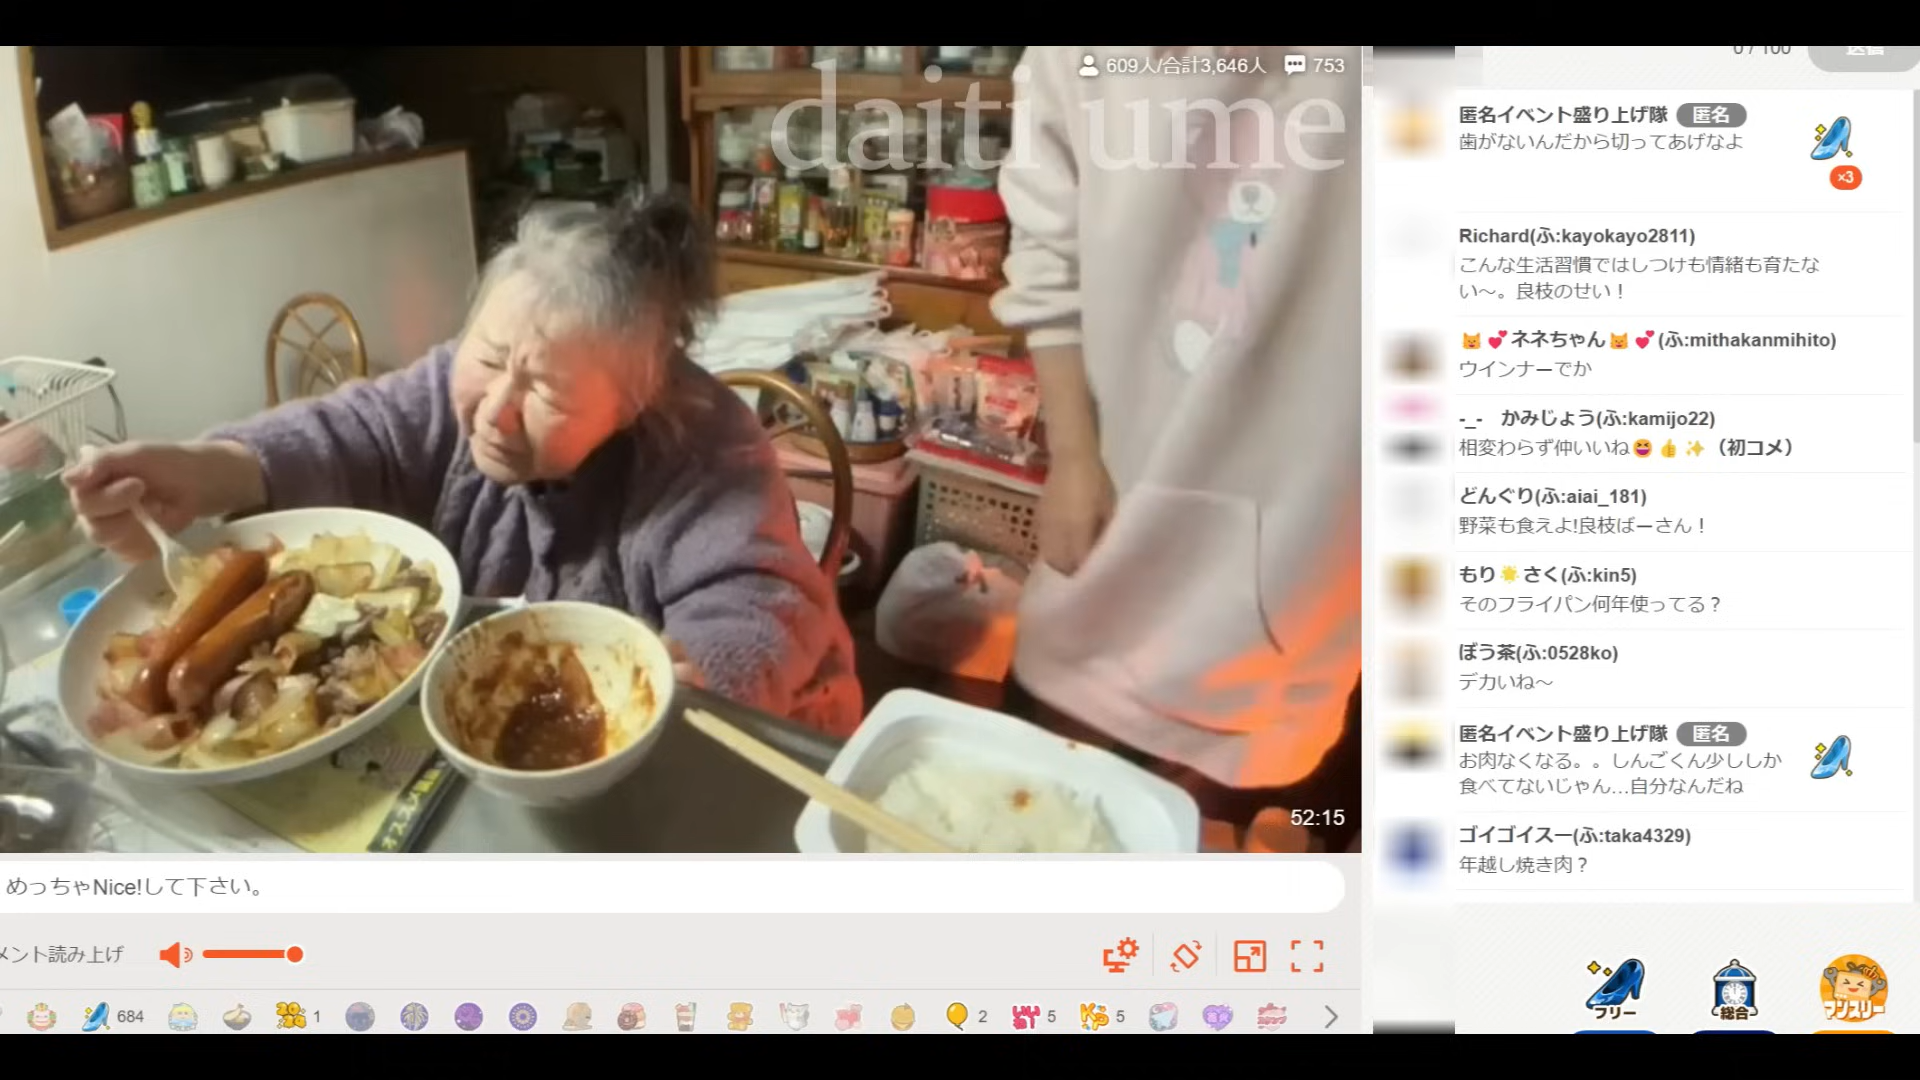 609人/合計3,646人 753
daiti ume
52:15
めっちゃNice!して下さい。
メント読み上げ
684
1
2
5
5
0 / 100
送信
匿名イベント盛り上げ隊 匿名
歯がないんだから切ってあげなよ
×3
Richard(ふ:kayokayo2811)
こんな生活習慣ではしつけも情緒も育たな
い〜。良枝のせい！
😺💕ネネちゃん😺💕(ふ:mithakanmihito)
ウインナーでか
-_-　かみじょう(ふ:kamijo22)
相変わらず仲いいね😆👍✨（初コメ）
どんぐり(ふ:aiai_181)
野菜も食えよ!良枝ばーさん！
もり🌟さく(ふ:kin5)
そのフライパン何年使ってる？
ぼう茶(ふ:0528ko)
デカいね〜
匿名イベント盛り上げ隊 匿名
お肉なくなる。。しんごくん少ししか
食べてないじゃん…自分なんだね
ゴイゴイスー(ふ:taka4329)
年越し焼き肉？
フリー
総合
マンスリー